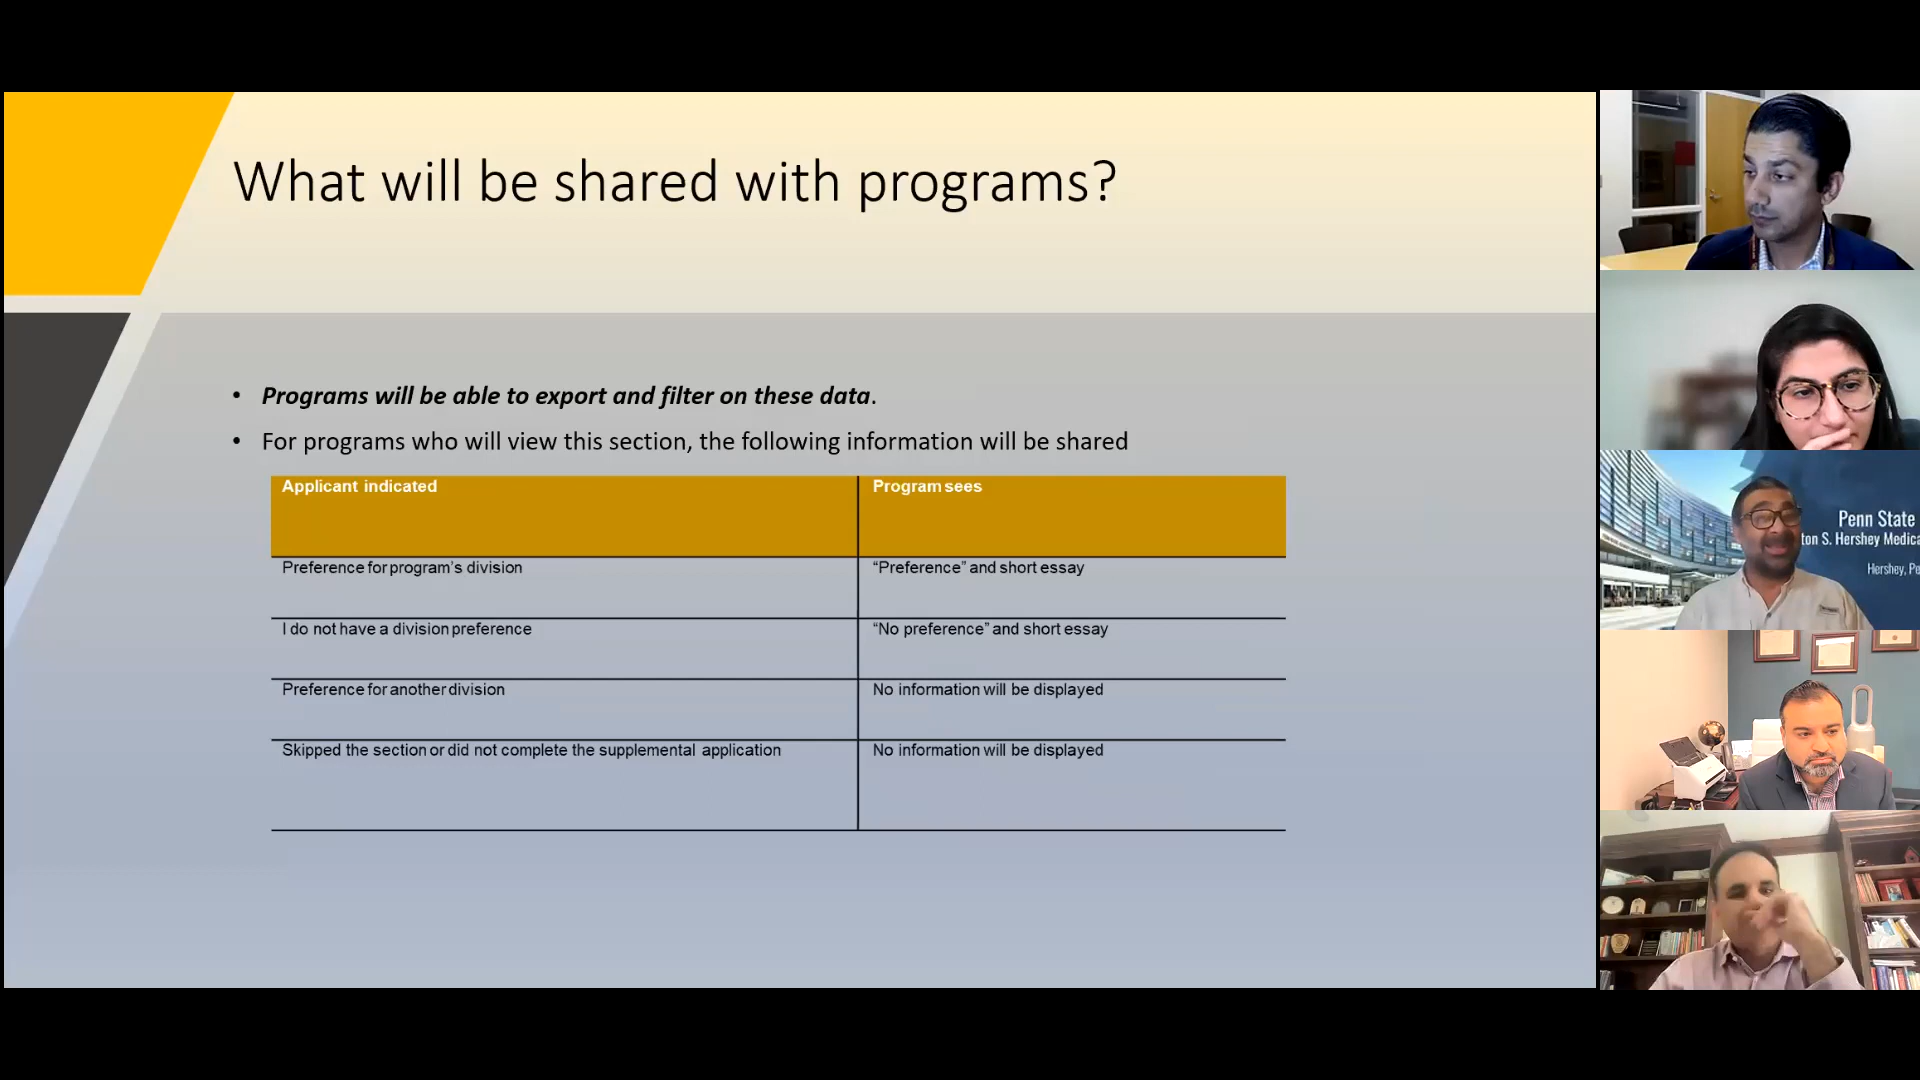 What will be shared with programs?
• Programs will be able to export and filter on these data.
• For programs who will view this section, the following information will be shared
Applicant indicated
Program sees
Preference for program’s division
“Preference” and short essay
I do not have a division preference
“No preference” and short essay
Preference for another division
No information will be displayed
Skipped the section or did not complete the supplemental application
No information will be displayed
Penn State
ton S. Hershey Medica
Hershey, Pe